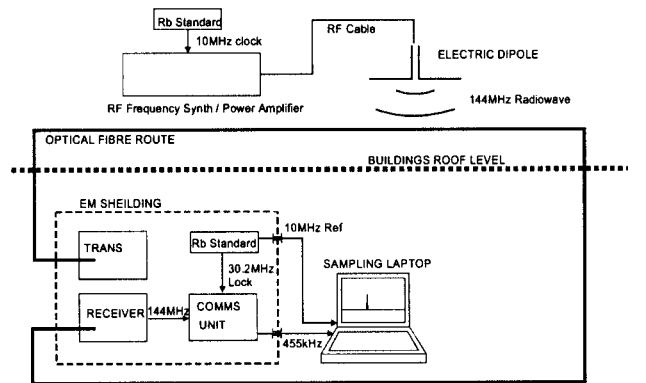 Rb Standard
10MHz clock
RF Cable
ELECTRIC DIPOLE
RF Frequency Synth / Power Amplifier
144MHz Radiowave
OPTICAL FIBRE ROUTE
BUILDINGS ROOF LEVEL
EM SHEILDING
TRANS
Rb Standard
10MHz Ref
30.2MHz
Lock
SAMPLING LAPTOP
RECEIVER
144MHz
COMMS
UNIT
455kHz